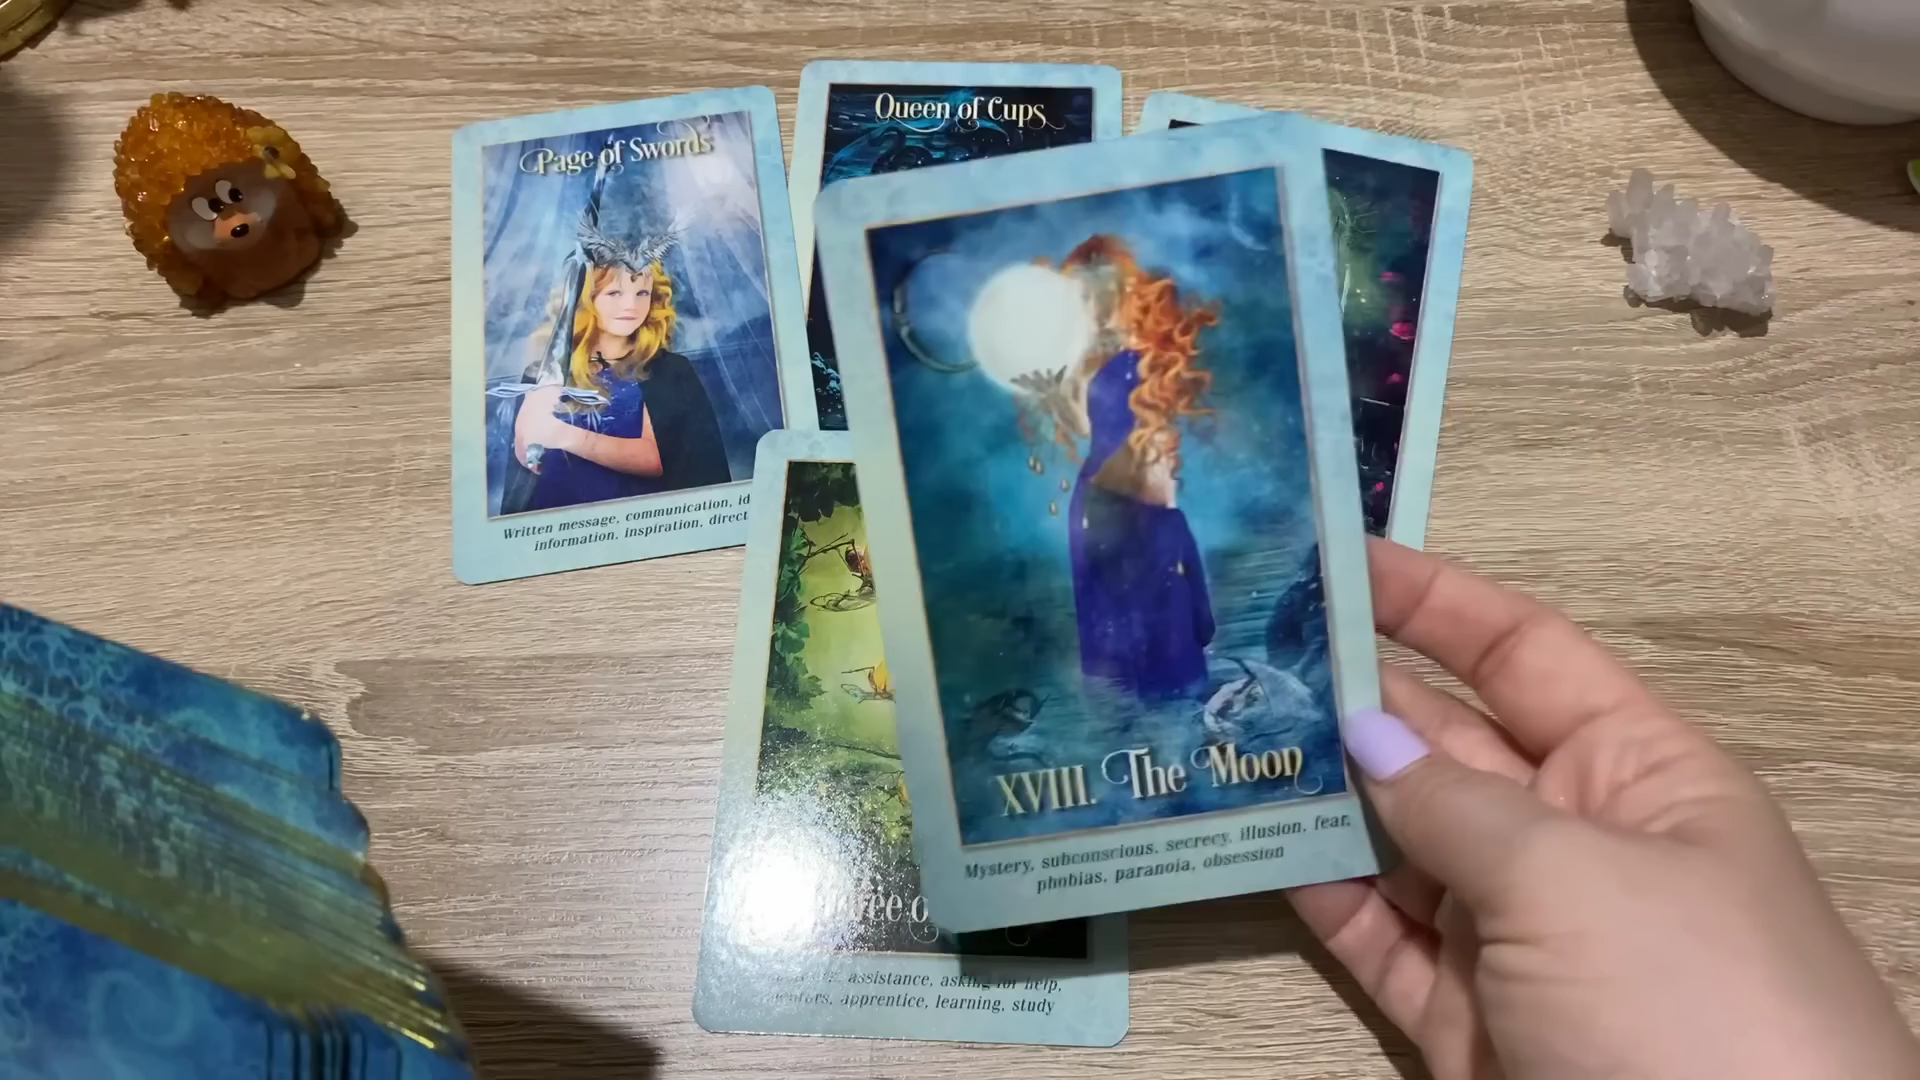 Queen of Cups
Page of Swords
Written message, communication, id
information, inspiration, direct
XVIII. The Moon
Mystery, subconscious, secrecy, illusion, fear,
phobias, paranoia, obsession
assistance, asking for help,
apprentice, learning, study